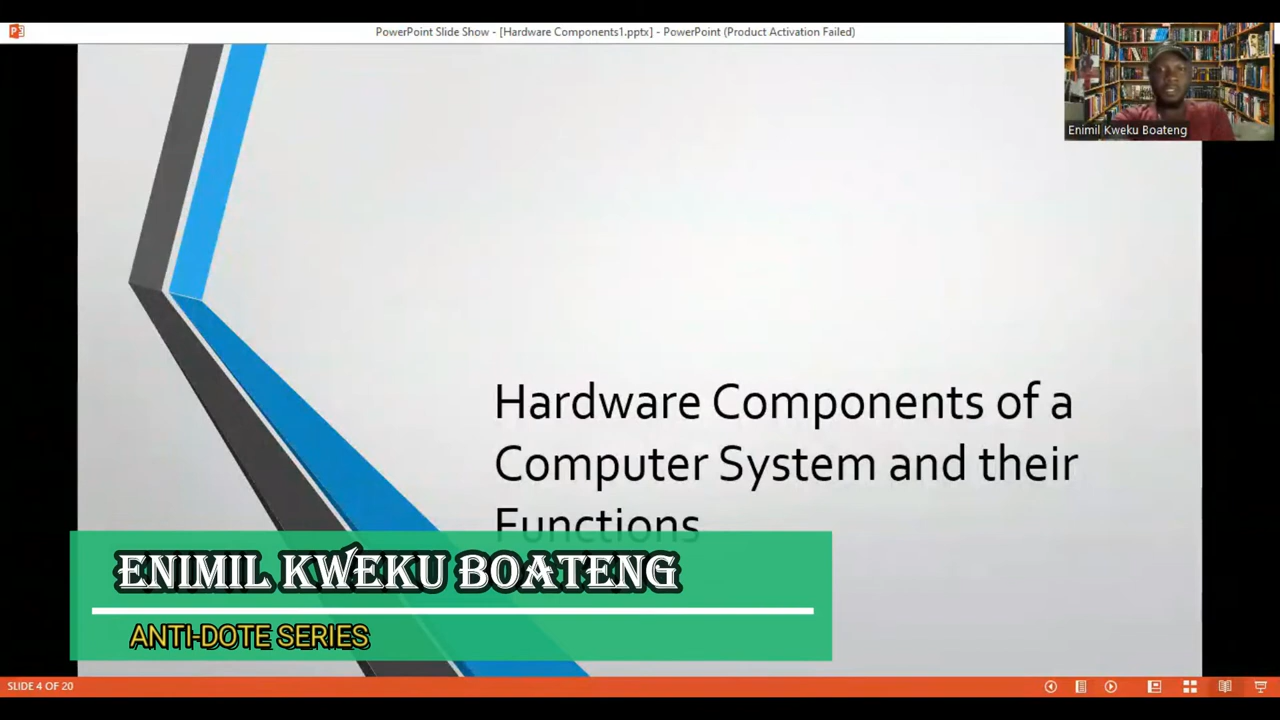 PowerPoint Slide Show - [Hardware Components1.pptx] - PowerPoint (Product Activation Failed)
Enimil Kweku Boateng
Hardware Components of a
Computer System and their
Functions
ENIMIL KWEKU BOATENG
ANTI-DOTE SERIES
SLIDE 4 OF 20